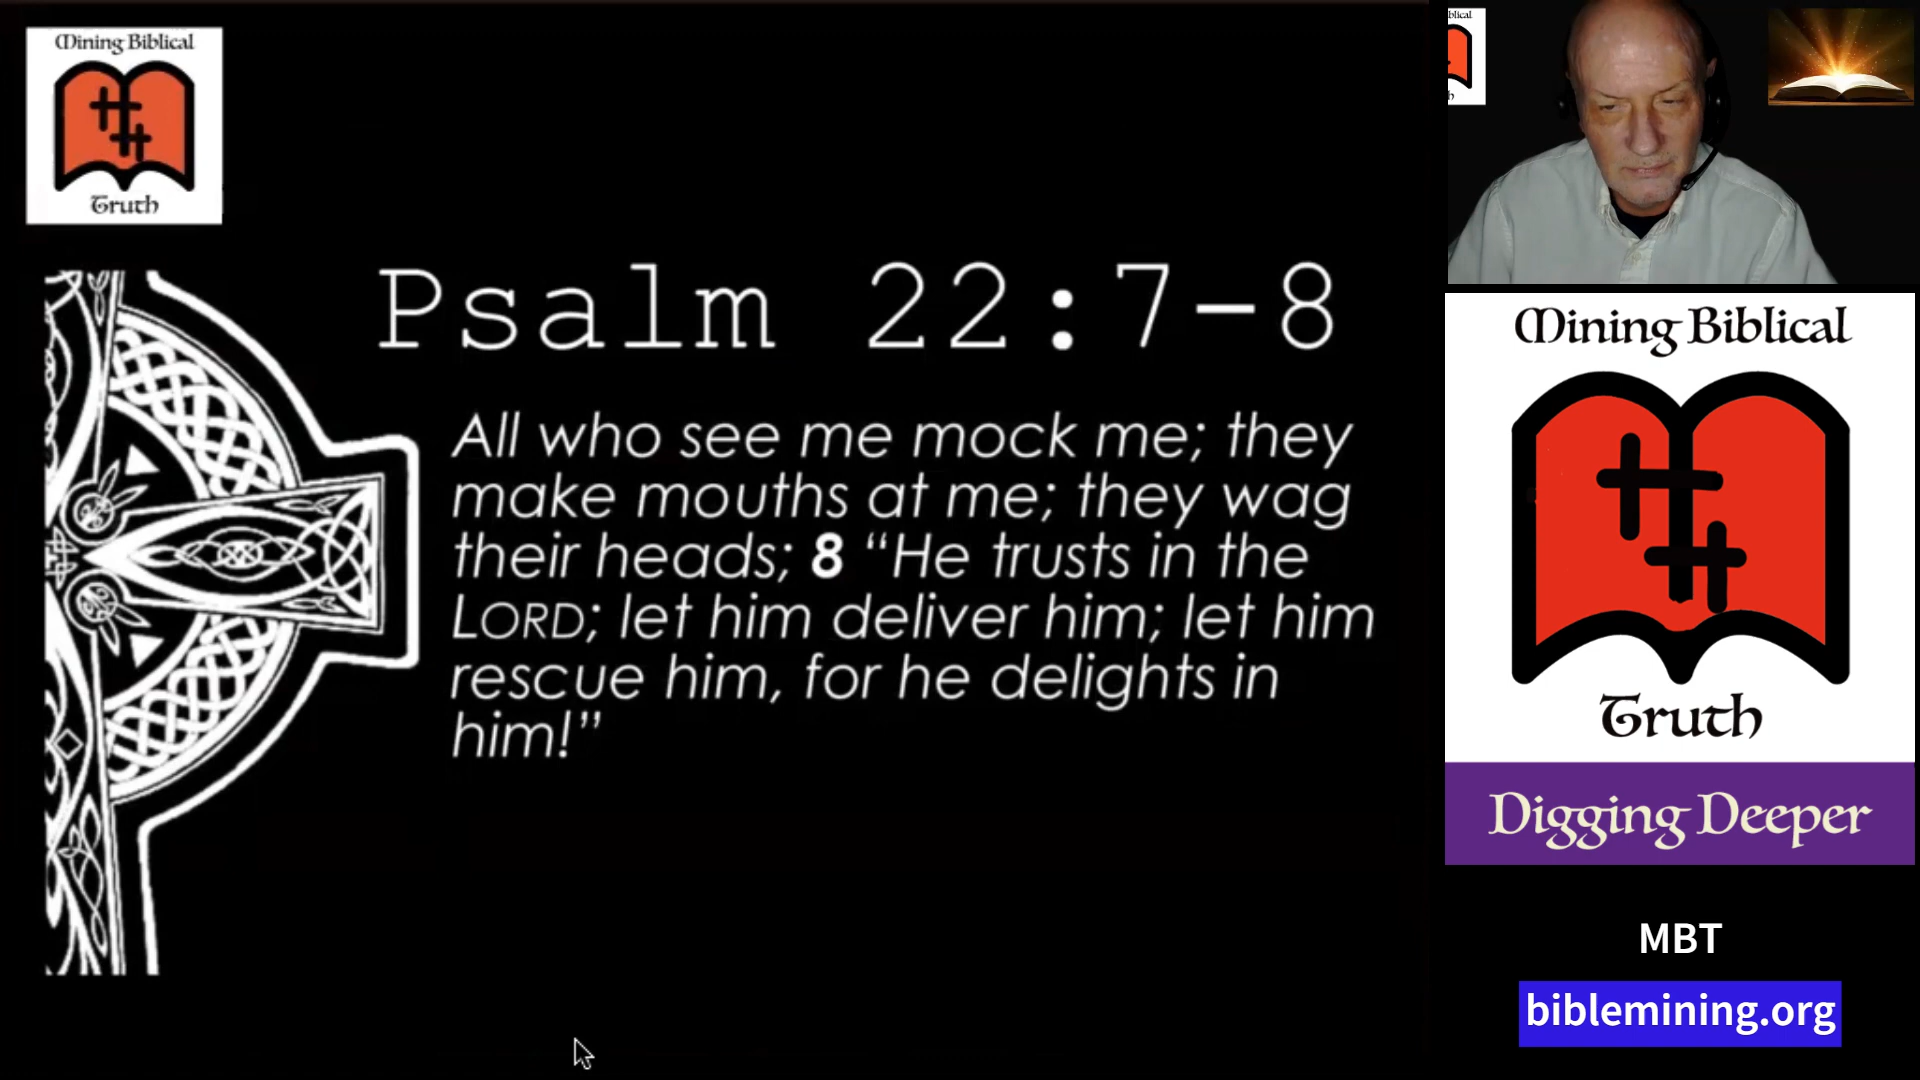 Mining Biblical
Truth
Psalm 22:7-8
All who see me mock me; they
make mouths at me; they wag
their heads; 8 “He trusts in the
LORD; let him deliver him; let him
rescue him, for he delights in
him!”
blical
h
Mining Biblical
Truth
Digging Deeper
MBT
biblemining.org